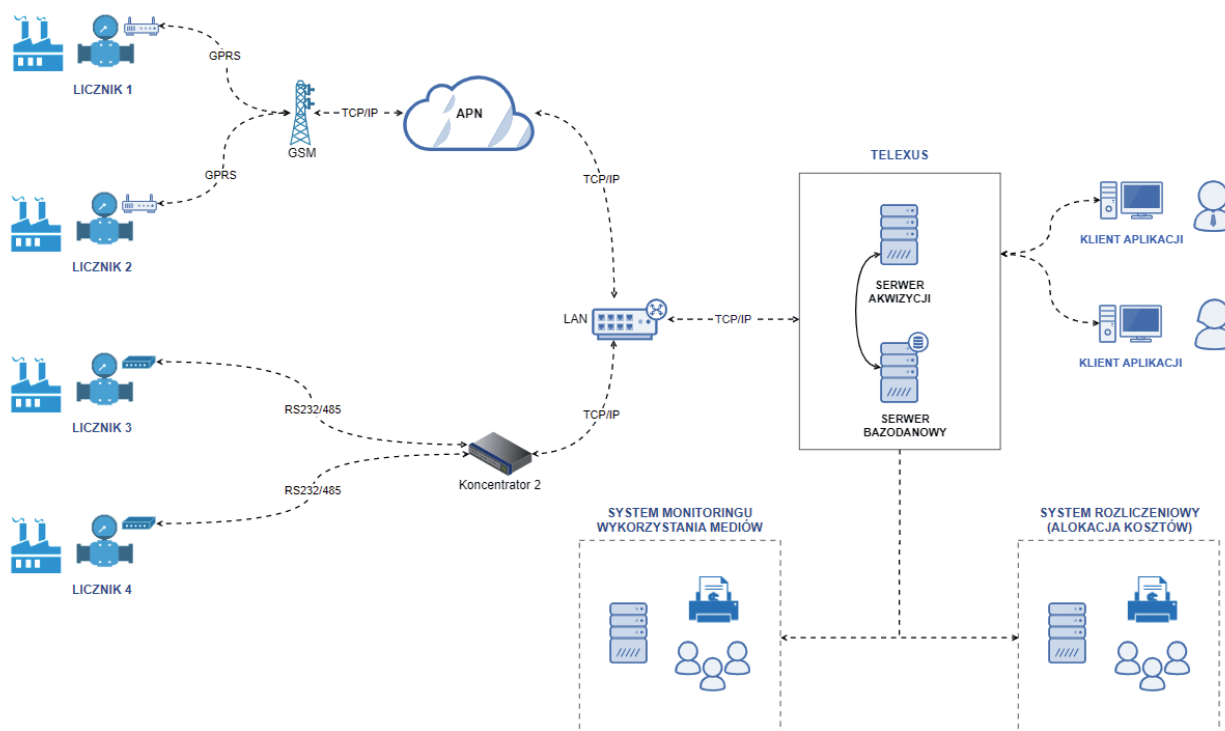 LICZNIK 1
GPRS
GSM
TCP/IP
APN
GPRS
LICZNIK 2
TCP/IP
LAN
TCP/IP
TELEXUS
SERWER
AKWIZYCJI
SERWER
BAZODANOWY
KLIENT APLIKACJI
KLIENT APLIKACJI
LICZNIK 3
RS232/485
TCP/IP
Koncentrator 2
RS232/485
LICZNIK 4
SYSTEM MONITORINGU
WYKORZYSTANIA MEDIÓW
SYSTEM ROZLICZENIOWY
(ALOKACJA KOSZTÓW)